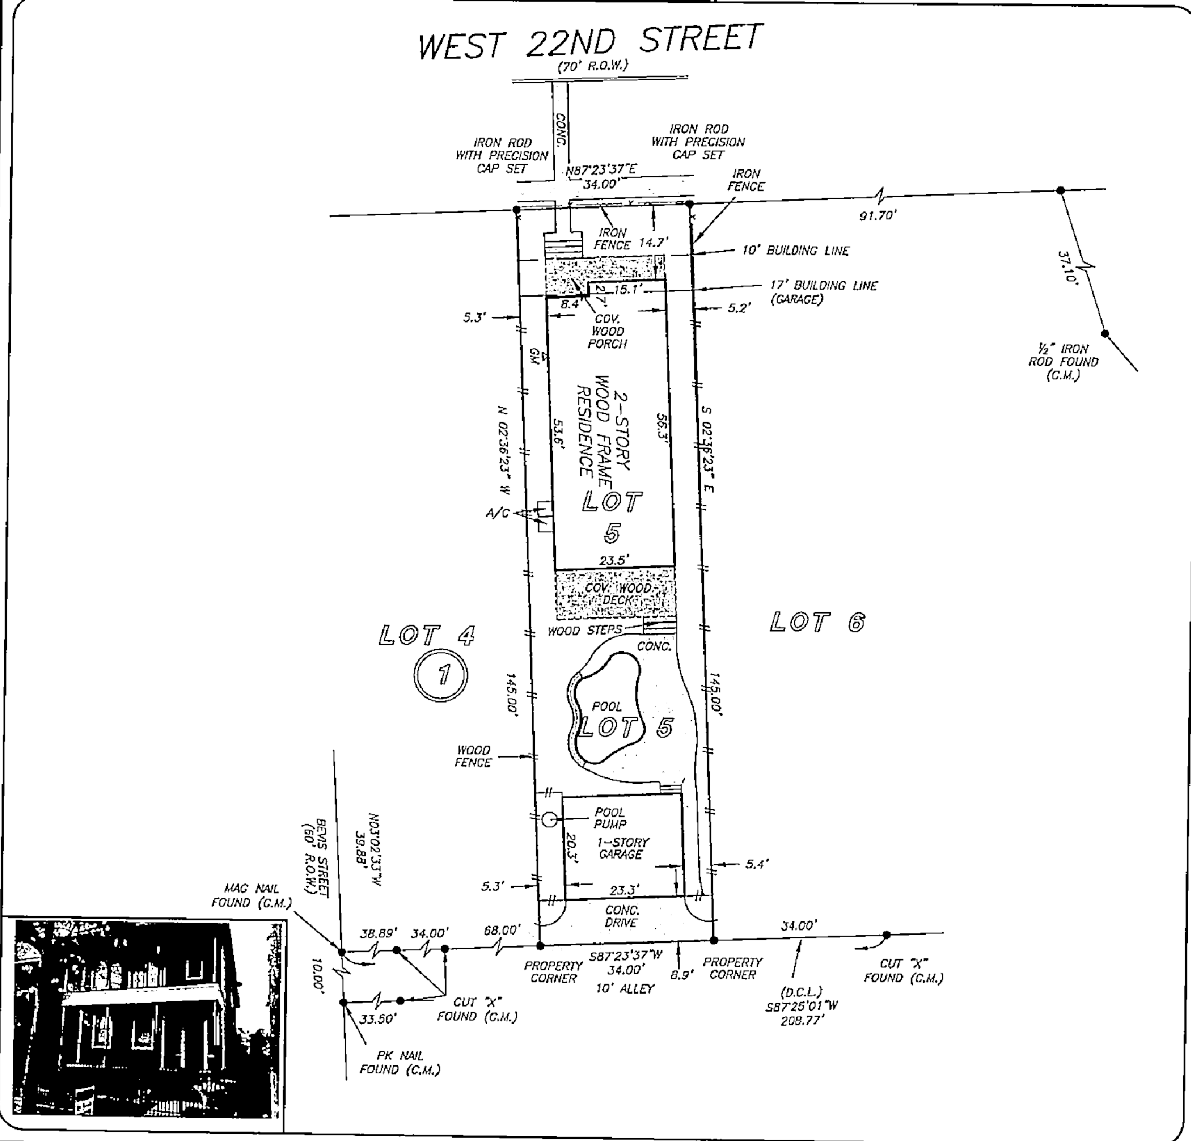 WEST 22ND STREET
(70' R.O.W.)
CONC.
IRON ROD
WITH PRECISION
CAP SET
IRON ROD
WITH PRECISION
CAP SET
N87°23'37"E
34.00'
IRON
FENCE
91.70'
IRON
FENCE
14.7'
10' BUILDING LINE
37.10'
17' BUILDING LINE
(GARAGE)
15.1'
2.7'
8.4'
5.3'
5.2'
COV.
WOOD
PORCH
GM
½" IRON
ROD FOUND
(C.M.)
2-STORY
WOOD FRAME
RESIDENCE
N 02°36'23" W
53.6'
56.3'
S 02°36'23" E
LOT
5
A/C
23.5'
COV. WOOD
DECK
WOOD STEPS
CONC.
LOT 4
1
LOT 6
145.00'
145.00'
POOL
LOT 5
WOOD
FENCE
POOL
PUMP
1-STORY
GARAGE
20.3'
BEVIS STREET
(60' R.O.W.)
N03°02'33"W
39.88'
5.4'
5.3'
23.3'
CONC.
DRIVE
MAG NAIL
FOUND (C.M.)
38.89'
34.00'
68.00'
34.00'
PROPERTY
CORNER
S87°23'37"W
34.00'
10' ALLEY
8.9'
PROPERTY
CORNER
CUT "X"
FOUND (C.M.)
10.00'
33.50'
CUT "X"
FOUND (C.M.)
(D.C.L.)
S87°25'01"W
208.77'
PK NAIL
FOUND (C.M.)